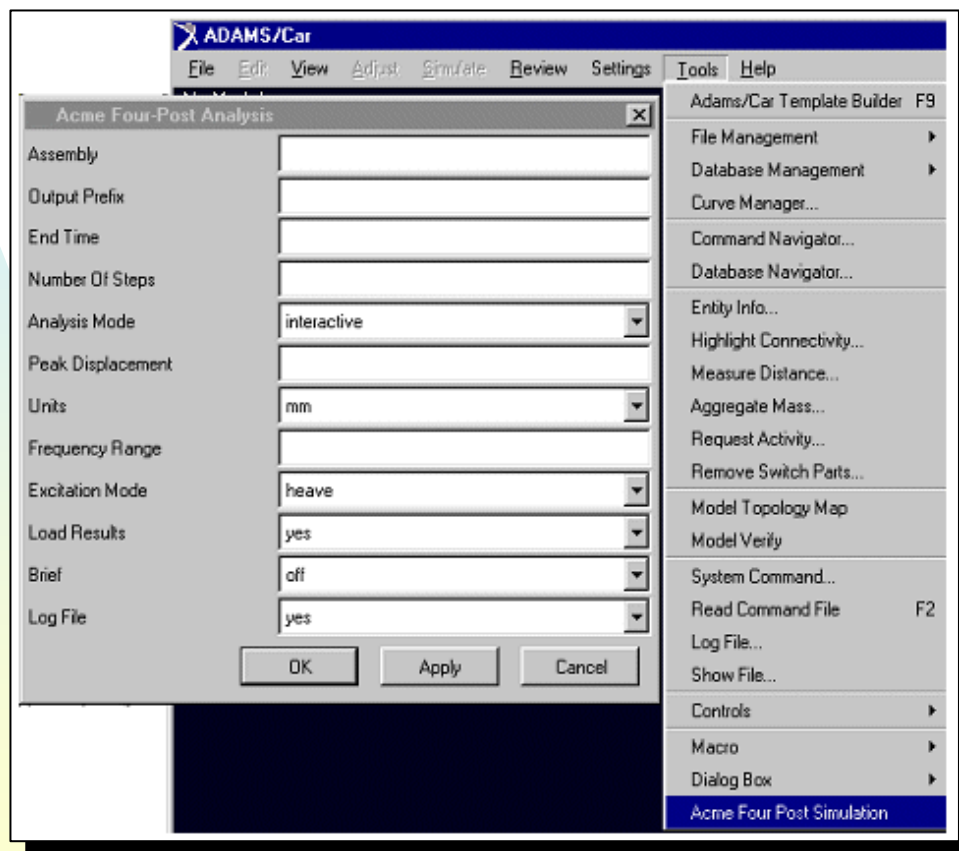 ADAMS/Car
File Edit View Adjust Simulate Review Settings Tools Help
Acme Four-Post Analysis
Assembly
Output Prefix
End Time
Number Of Steps
Analysis Mode interactive
Peak Displacement
Units mm
Frequency Range
Excitation Mode heave
Load Results yes
Brief off
Log File yes
OK Apply Cancel
Adams/Car Template Builder F9
File Management
Database Management
Curve Manager...
Command Navigator...
Database Navigator...
Entity Info...
Highlight Connectivity...
Measure Distance...
Aggregate Mass...
Request Activity...
Remove Switch Parts...
Model Topology Map
Model Verify
System Command...
Read Command File F2
Log File...
Show File...
Controls
Macro
Dialog Box
Acme Four Post Simulation